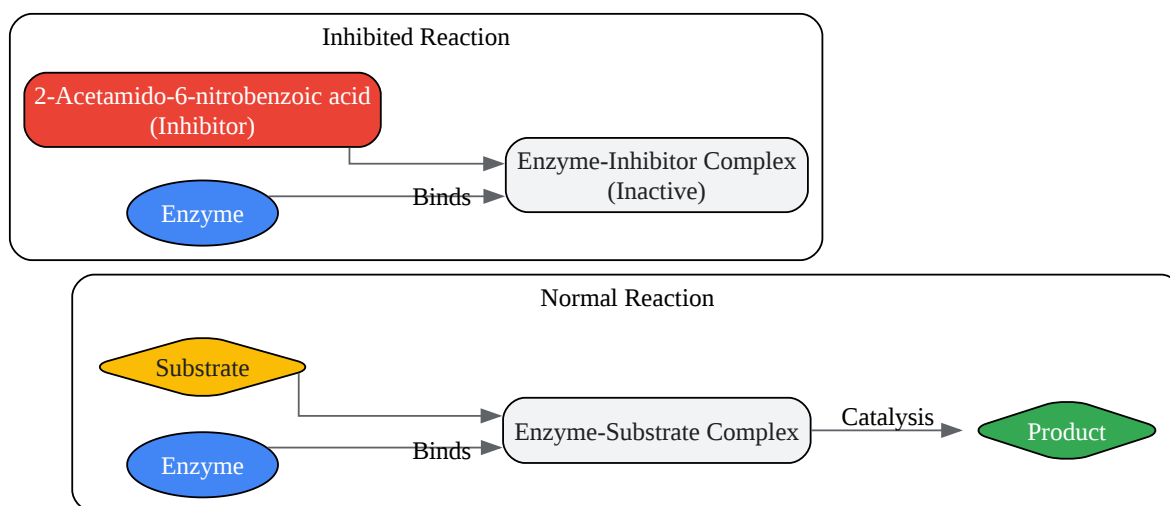 Inhibited Reaction
2-Acetamido-6-nitrobenzoic acid
(Inhibitor)
Enzyme-Inhibitor Complex
(Inactive)
Binds
Enzyme
Normal Reaction
Substrate
Enzyme-Substrate Complex
Catalysis
Product
Binds
Enzyme